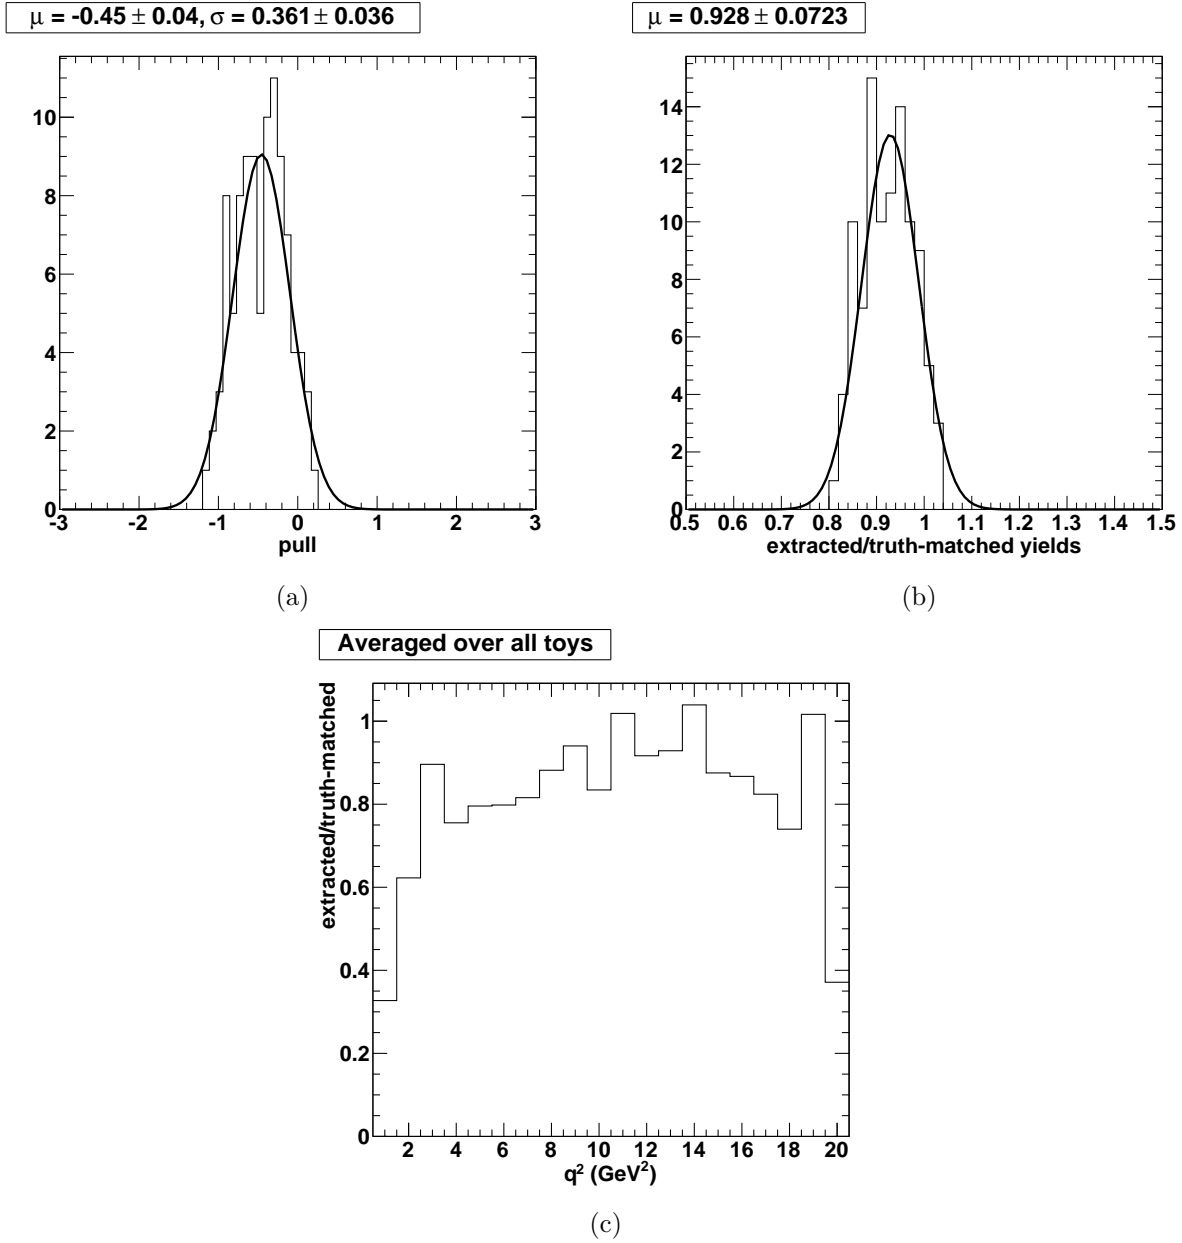 μ = -0.45 ± 0.04, σ = 0.361 ± 0.036
10
8
6
4
2
0
-3 -2 -1 0 1 2 3
pull
(a)
μ = 0.928 ± 0.0723
14
12
10
8
6
4
2
0
0.5 0.6 0.7 0.8 0.9 1 1.1 1.2 1.3 1.4 1.5
extracted/truth-matched yields
(b)
Averaged over all toys
extracted/truth-matched
1
0.8
0.6
0.4
0.2
0
2 4 6 8 10 12 14 16 18 20
q² (GeV²)
(c)